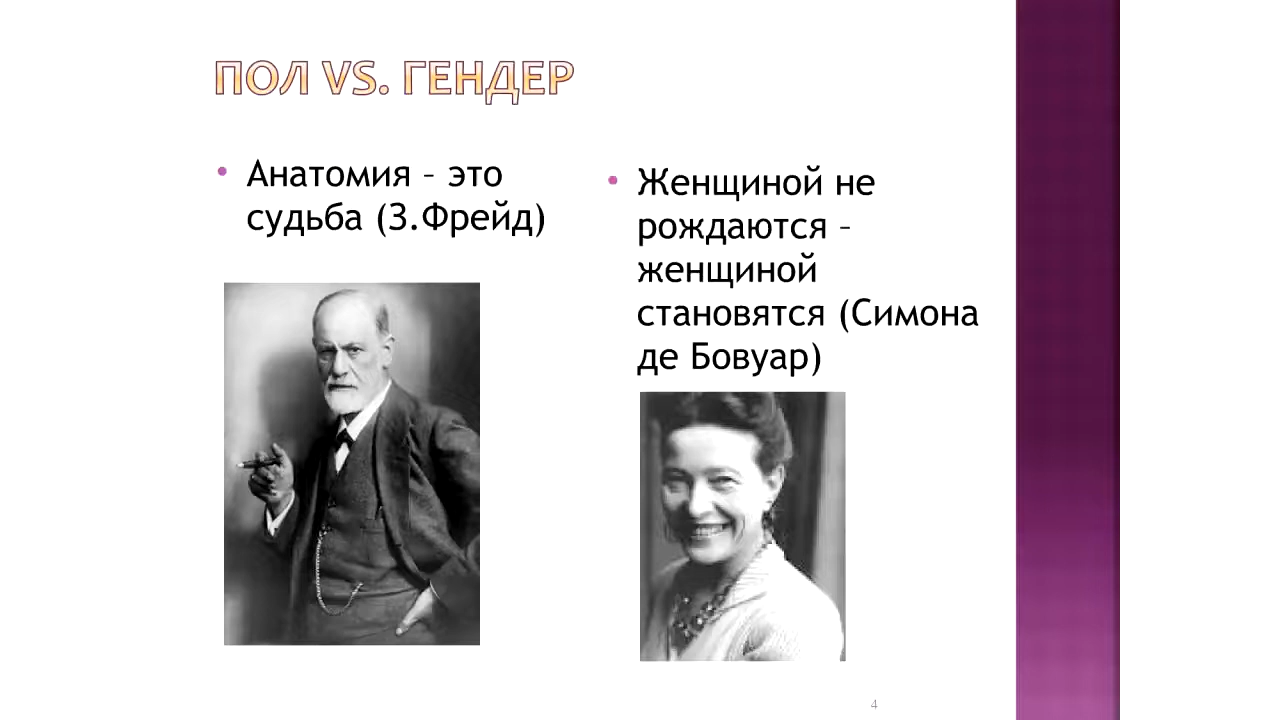 ПОЛ VS. ГЕНДЕР
• Анатомия – это
судьба (З.Фрейд)
• Женщиной не
рождаются –
женщиной
становятся (Симона
де Бовуар)
4